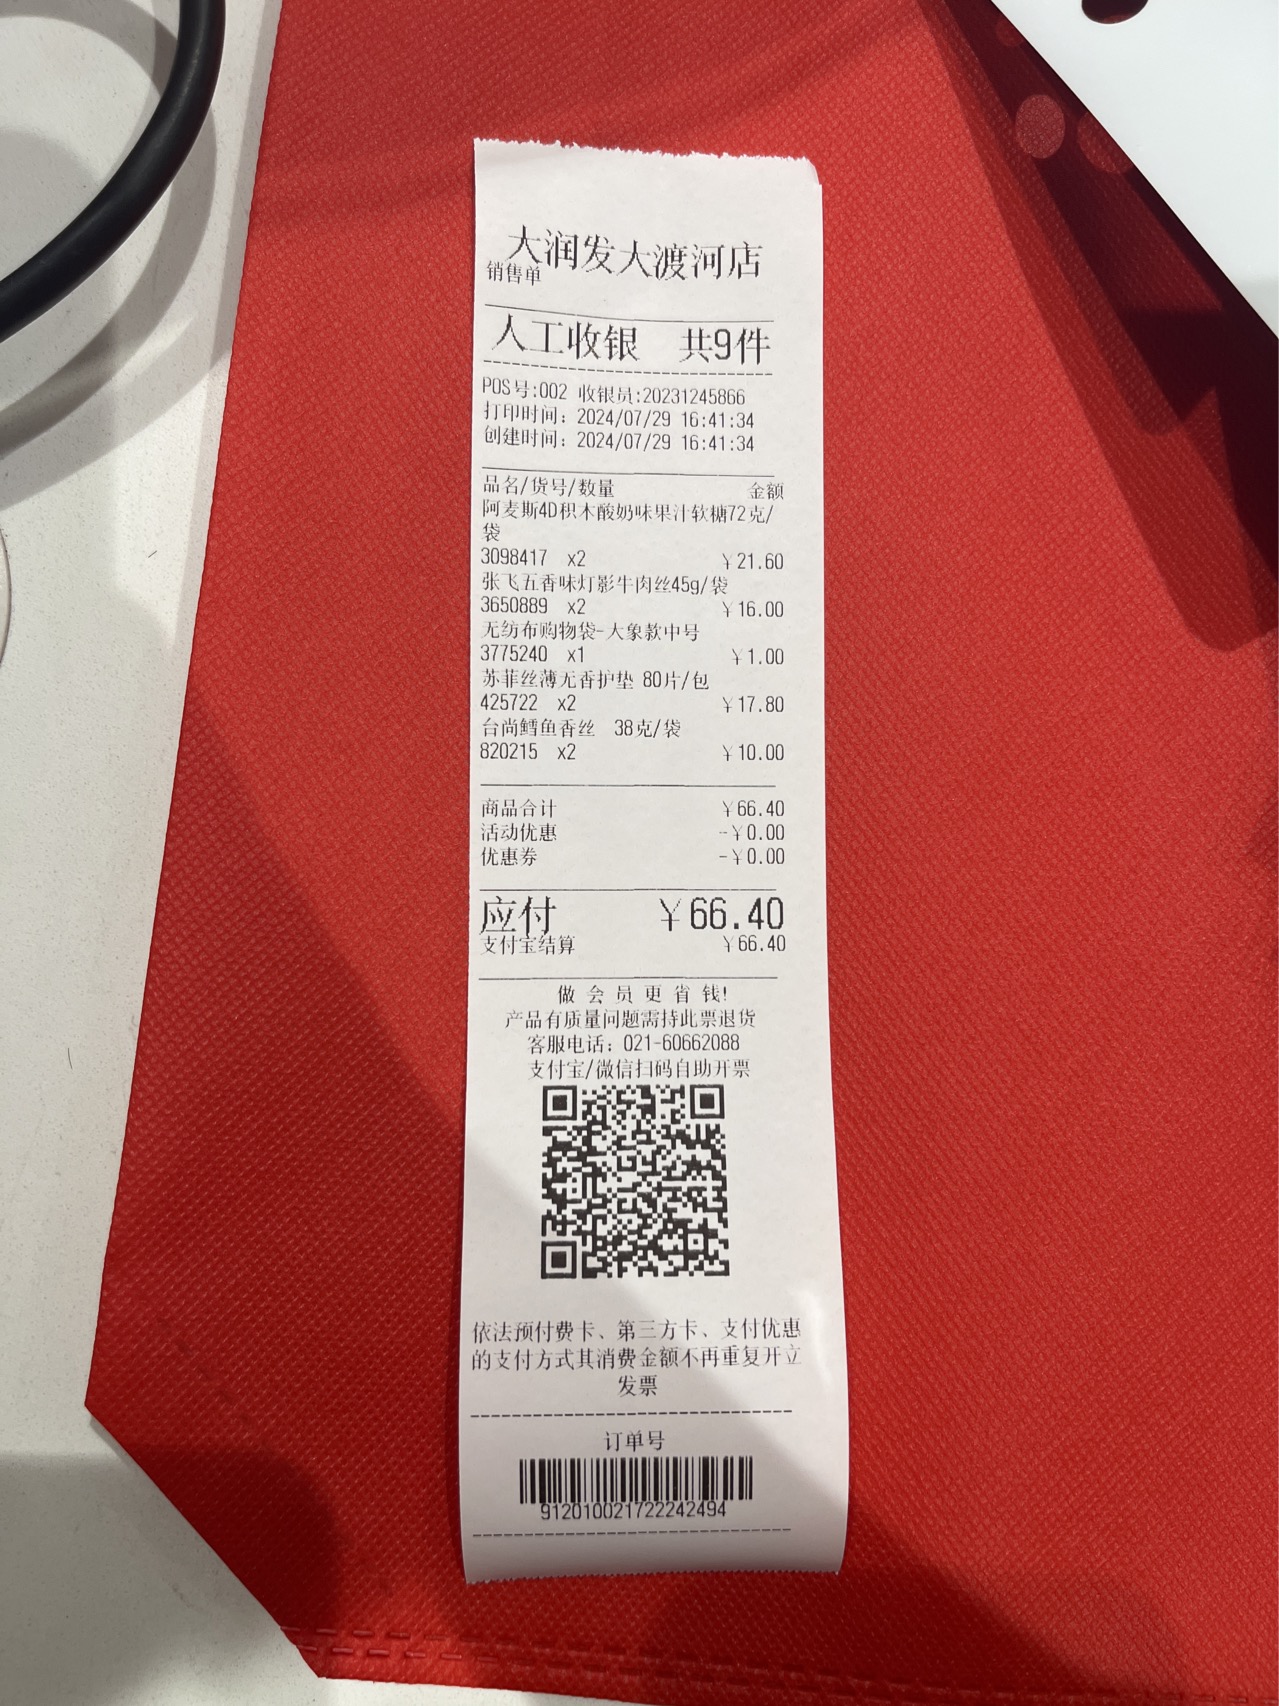 大润发大渡河店
销售单
人工收银 共9件
POS号:002 收银员:20231245866
打印时间: 2024/07/29 16:41:34
创建时间: 2024/07/29 16:41:34
品名/货号/数量 金额
阿麦斯4D积木酸奶味果汁软糖72克/
袋
3098417 x2 ¥21.60
张飞五香味灯影牛肉丝45g/袋
3650889 x2 ¥16.00
无纺布购物袋-大象款中号
3775240 x1 ¥1.00
苏菲丝薄无香护垫 80片/包
425722 x2 ¥17.80
台尚鳕鱼香丝 38克/袋
820215 x2 ¥10.00
商品合计 ¥66.40
活动优惠 -¥0.00
优惠券 -¥0.00
应付 ¥66.40
支付宝结算 ¥66.40
做 会 员 更 省 钱!
产品有质量问题需持此票退货
客服电话: 021-60662088
支付宝/微信扫码自助开票
依法预付费卡、第三方卡、支付优惠
的支付方式其消费金额不再重复开立
发票
订单号
912010021722242494